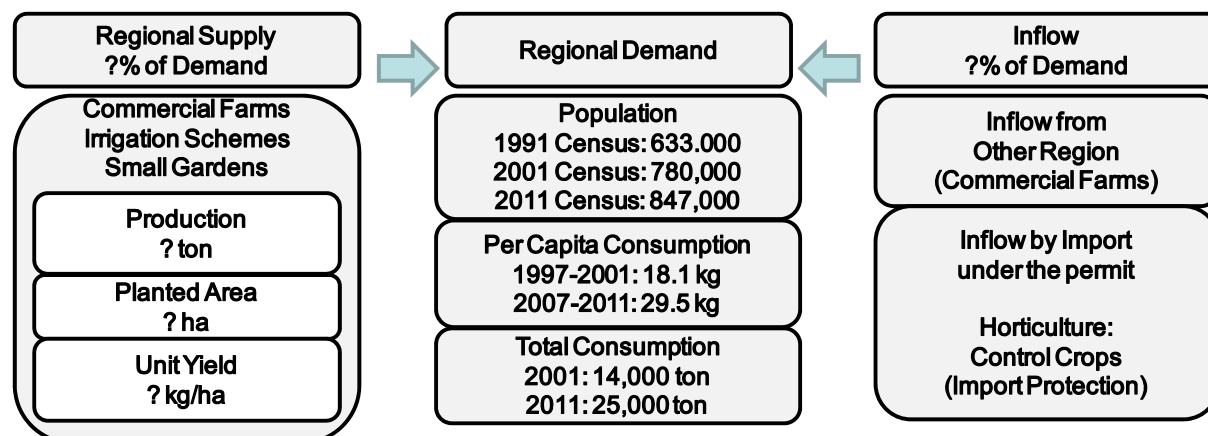 Regional Supply
?% of Demand
Commercial Farms
Irrigation Schemes
Small Gardens
Production
? ton
Planted Area
? ha
Unit Yield
? kg/ha
Regional Demand
Population
1991 Census: 633.000
2001 Census: 780,000
2011 Census: 847,000
Per Capita Consumption
1997-2001: 18.1 kg
2007-2011: 29.5 kg
Total Consumption
2001: 14,000 ton
2011: 25,000 ton
Inflow
?% of Demand
Inflow from
Other Region
(Commercial Farms)
Inflow by Import
under the permit
Horticulture:
Control Crops
(Import Protection)